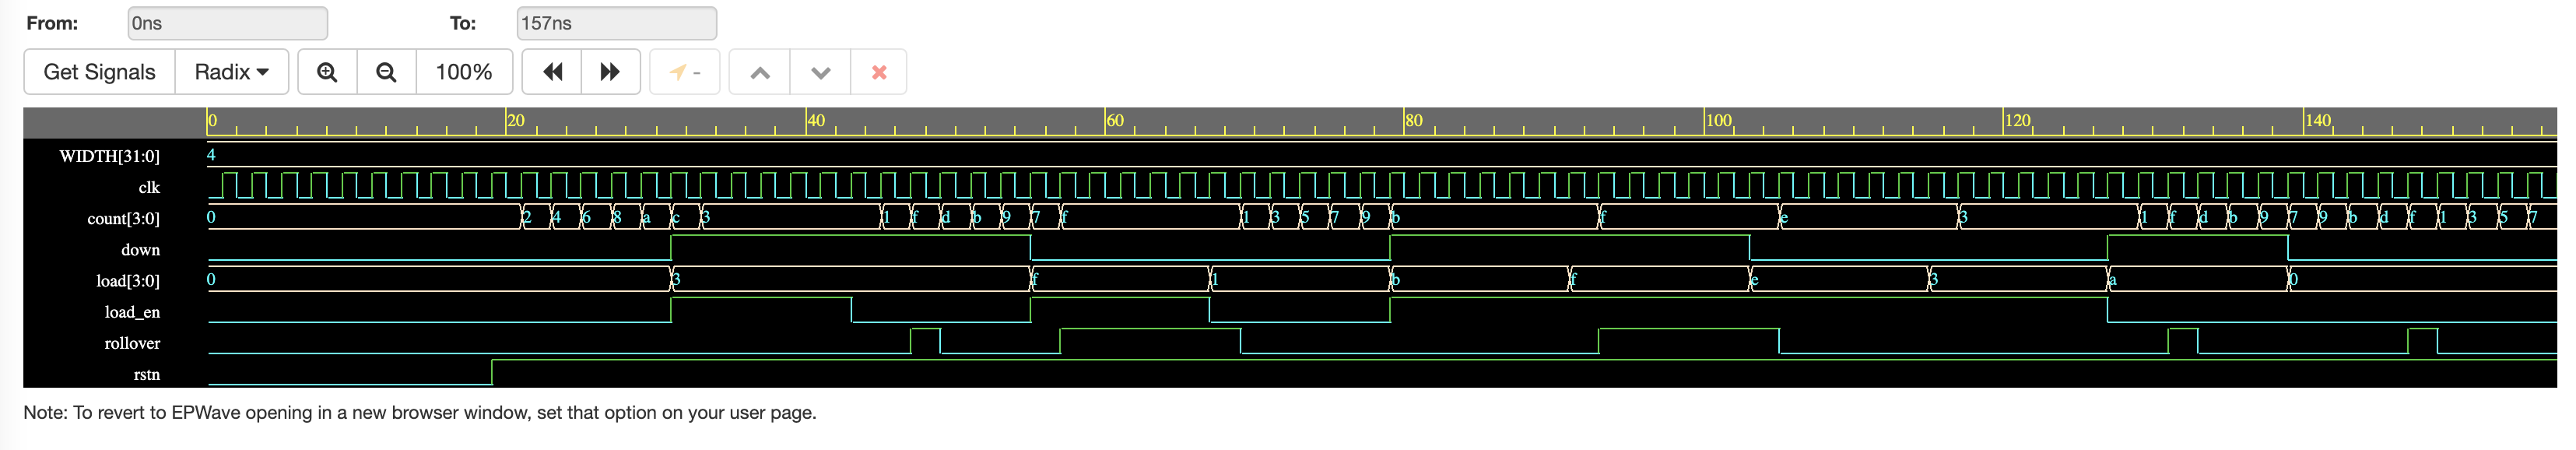 From: 0ns To: 157ns
Get Signals Radix 100% -
0 20 40 60 80 100 120 140
WIDTH[31:0] 4
clk
count[3:0] 0 2 4 6 8 a c 3 1 f d b 9 7 f 1 3 5 7 9 b f e 3 1 f d b 9 7 9 b d f 1 3 5 7
down
load[3:0] 0 3 f 1 b f e 3 a 0
load_en
rollover
rstn
Note: To revert to EPWave opening in a new browser window, set that option on your user page.